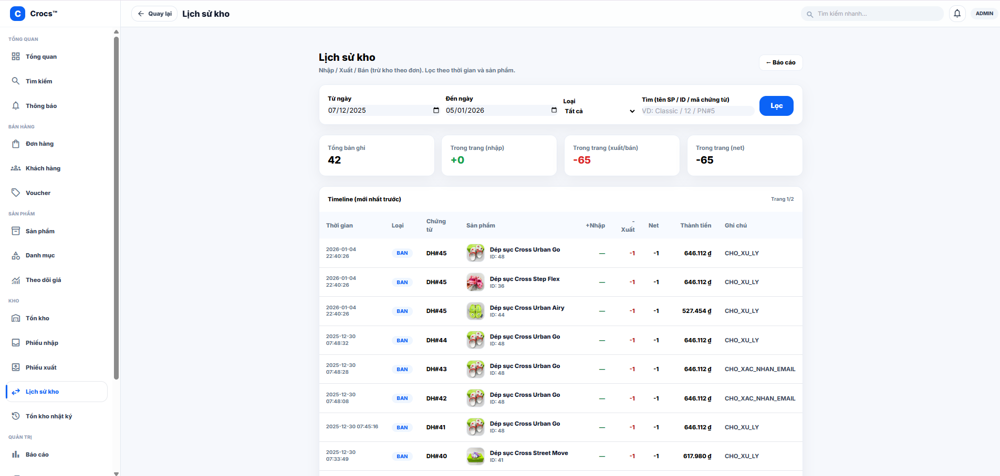 C Crocs™
Quay lại
Lịch sử kho
Tìm kiếm nhanh...
ADMIN
TỔNG QUAN
Tổng quan
Tìm kiếm
Thông báo
BÁN HÀNG
Đơn hàng
Khách hàng
Voucher
SẢN PHẨM
Sản phẩm
Danh mục
Theo dõi giá
KHO
Tồn kho
Phiếu nhập
Phiếu xuất
Lịch sử kho
Tồn kho nhật ký
QUẢN TRỊ
Báo cáo
Lịch sử kho
Nhập / Xuất / Bán (trừ kho theo đơn). Lọc theo thời gian và sản phẩm.
← Báo cáo
Từ ngày
07/12/2025
Đến ngày
05/01/2026
Loại
Tất cả
Tìm (tên SP / ID / mã chứng từ)
VD: Classic / 12 / PN#5
Lọc
Tổng bản ghi
42
Trong trang (nhập)
+0
Trong trang (xuất/bán)
-65
Trong trang (net)
-65
Timeline (mới nhất trước)
Trang 1/2
Thời gian
Loại
Chứng
từ
Sản phẩm
+Nhập
-
Xuất
Net
Thành tiền
Ghi chú
2026-01-04
22:40:26
BAN
DH#45
Dép sục Cross Urban Go
ID: 48
—
-1
-1
646.112 ₫
CHO_XU_LY
2026-01-04
22:40:26
BAN
DH#45
Dép sục Cross Step Flex
ID: 36
—
-1
-1
646.112 ₫
CHO_XU_LY
2026-01-04
22:40:26
BAN
DH#45
Dép sục Cross Urban Airy
ID: 44
—
-1
-1
527.454 ₫
CHO_XU_LY
2025-12-30
07:48:32
BAN
DH#44
Dép sục Cross Urban Go
ID: 48
—
-1
-1
646.112 ₫
CHO_XU_LY
2025-12-30
07:48:28
BAN
DH#43
Dép sục Cross Urban Go
ID: 48
—
-1
-1
646.112 ₫
CHO_XAC_NHAN_EMAIL
2025-12-30
07:48:08
BAN
DH#42
Dép sục Cross Urban Go
ID: 48
—
-1
-1
646.112 ₫
CHO_XAC_NHAN_EMAIL
2025-12-30 07:45:16
BAN
DH#41
Dép sục Cross Urban Go
ID: 48
—
-1
-1
646.112 ₫
CHO_XU_LY
2025-12-30
07:33:49
BAN
DH#40
Dép sục Cross Street Move
ID: 41
—
-1
-1
617.980 ₫
CHO_XU_LY